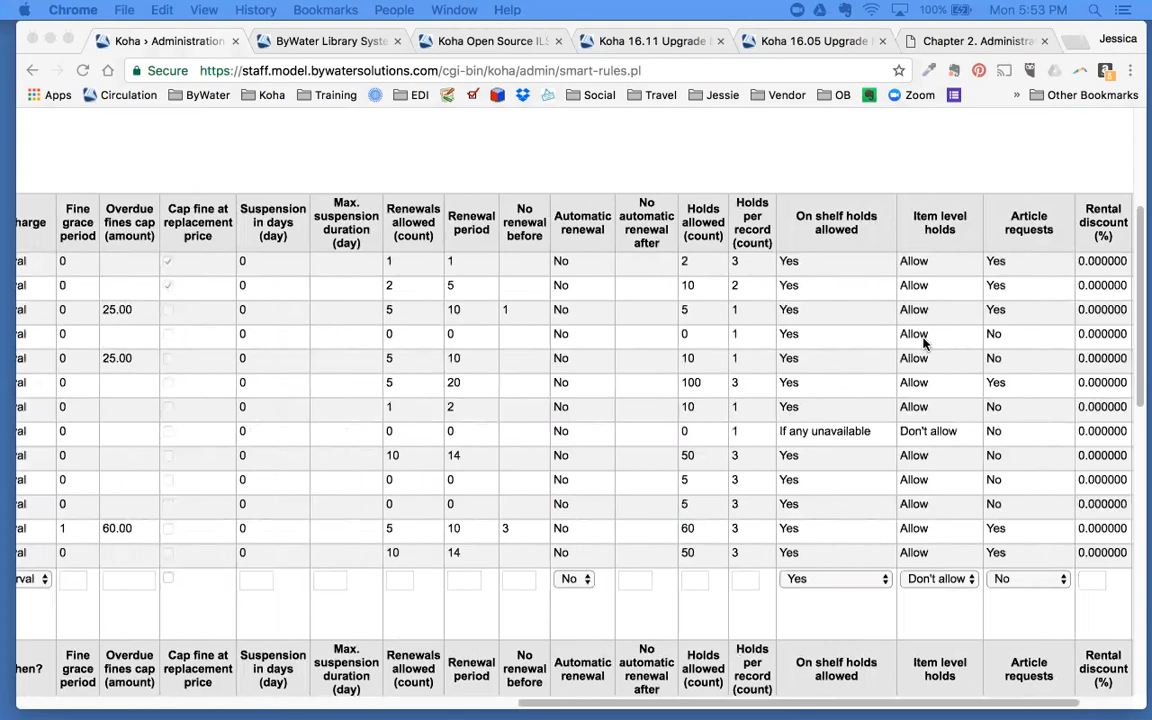 Chrome File Edit View History Bookmarks People Window Help 100% Mon 5:53 PM
Koha › Administration × ByWater Library Syste × Koha Open Source ILS × Koha 16.11 Upgrade × Koha 16.05 Upgrade × Chapter 2. Administra × Jessica
Secure https://staff.model.bywatersolutions.com/cgi-bin/koha/admin/smart-rules.pl
Apps Circulation ByWater Koha Training EDI Social Travel Jessie Vendor OB Zoom » Other Bookmarks
harge Fine grace period Overdue fines cap (amount) Cap fine at replacement price Suspension in days (day) Max. suspension duration (day) Renewals allowed (count) Renewal period No renewal before Automatic renewal No automatic renewal after Holds allowed (count) Holds per record (count) On shelf holds allowed Item level holds Article requests Rental discount (%)
val 0 0 1 1 No 2 3 Yes Allow Yes 0.000000
val 0 0 2 5 No 10 2 Yes Allow Yes 0.000000
val 0 25.00 0 5 10 1 No 5 1 Yes Allow Yes 0.000000
val 0 0 0 0 No 0 1 Yes Allow No 0.000000
val 0 25.00 0 5 10 No 10 1 Yes Allow No 0.000000
val 0 0 5 20 No 100 3 Yes Allow Yes 0.000000
val 0 0 1 2 No 10 1 Yes Allow No 0.000000
val 0 0 0 0 No 0 1 If any unavailable Don't allow No 0.000000
val 0 0 10 14 No 50 3 Yes Allow No 0.000000
val 0 0 0 0 No 5 3 Yes Allow No 0.000000
val 0 0 0 0 No 5 3 Yes Allow No 0.000000
val 1 60.00 0 5 10 3 No 60 3 Yes Allow Yes 0.000000
val 0 0 10 14 No 50 3 Yes Allow Yes 0.000000
rval No Yes Don't allow No
hen? Fine grace period Overdue fines cap (amount) Cap fine at replacement price Suspension in days (day) Max. suspension duration (day) Renewals allowed (count) Renewal period No renewal before Automatic renewal No automatic renewal after Holds allowed (count) Holds per record (count) On shelf holds allowed Item level holds Article requests Rental discount (%)